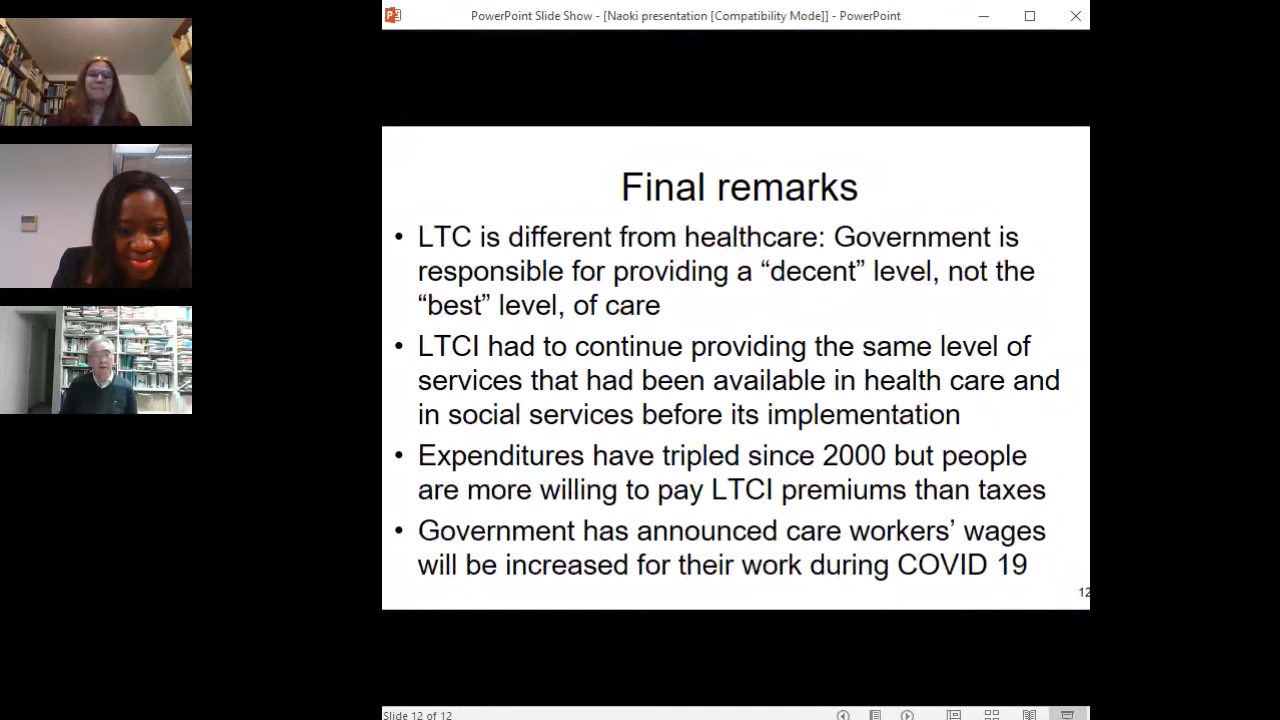 PowerPoint Slide Show - [Naoki presentation [Compatibility Mode]] - PowerPoint
Final remarks
• LTC is different from healthcare: Government is
responsible for providing a “decent” level, not the
“best” level, of care
• LTCI had to continue providing the same level of
services that had been available in health care and
in social services before its implementation
• Expenditures have tripled since 2000 but people
are more willing to pay LTCI premiums than taxes
• Government has announced care workers’ wages
will be increased for their work during COVID 19
12
Slide 12 of 12